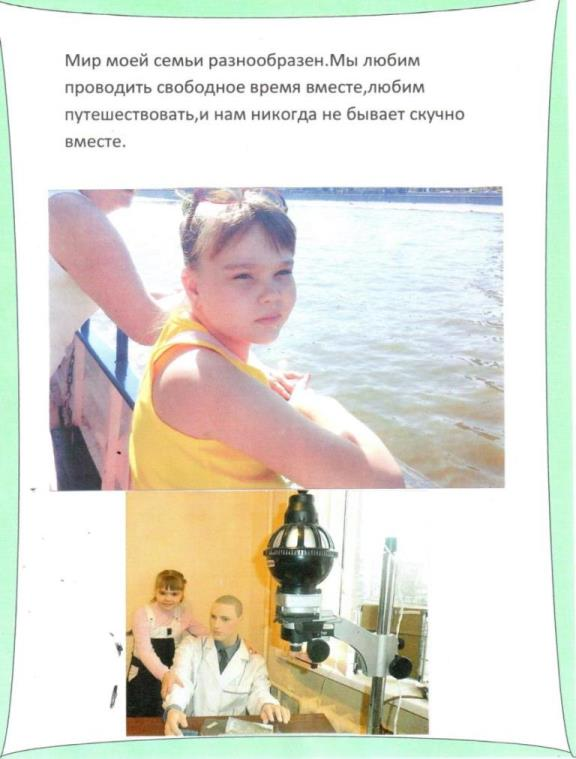 Мир моей семьи разнообразен.Мы любим
проводить свободное время вместе,любим
путешествовать,и нам никогда не бывает скучно
вместе.